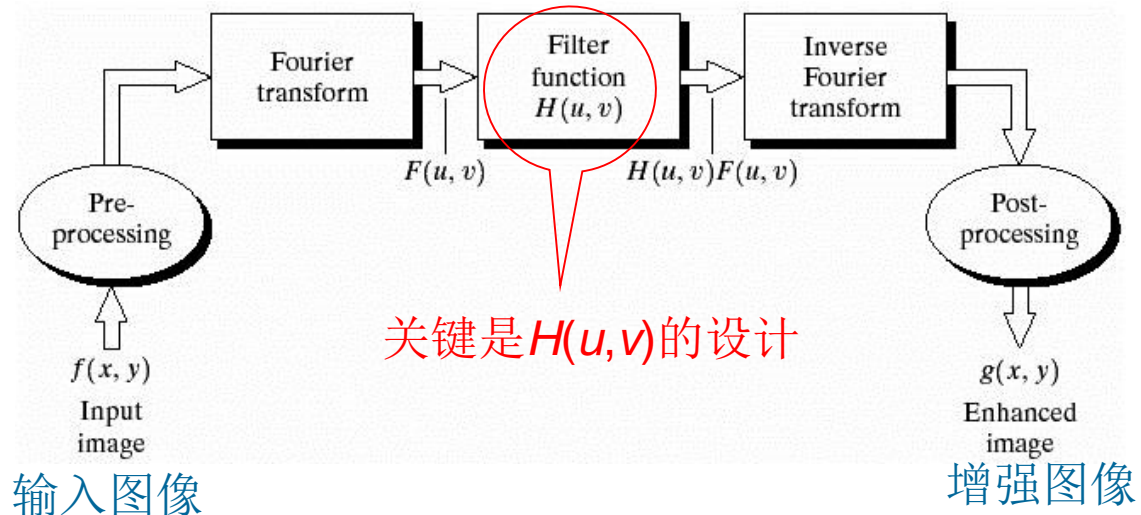 Fourier
transform
Filter
function
H(u, v)
Inverse
Fourier
transform
F(u, v)
H(u, v)F(u, v)
Pre-
processing
Post-
processing
关键是H(u,v)的设计
f(x, y)
Input
image
g(x, y)
Enhanced
image
输入图像
增强图像